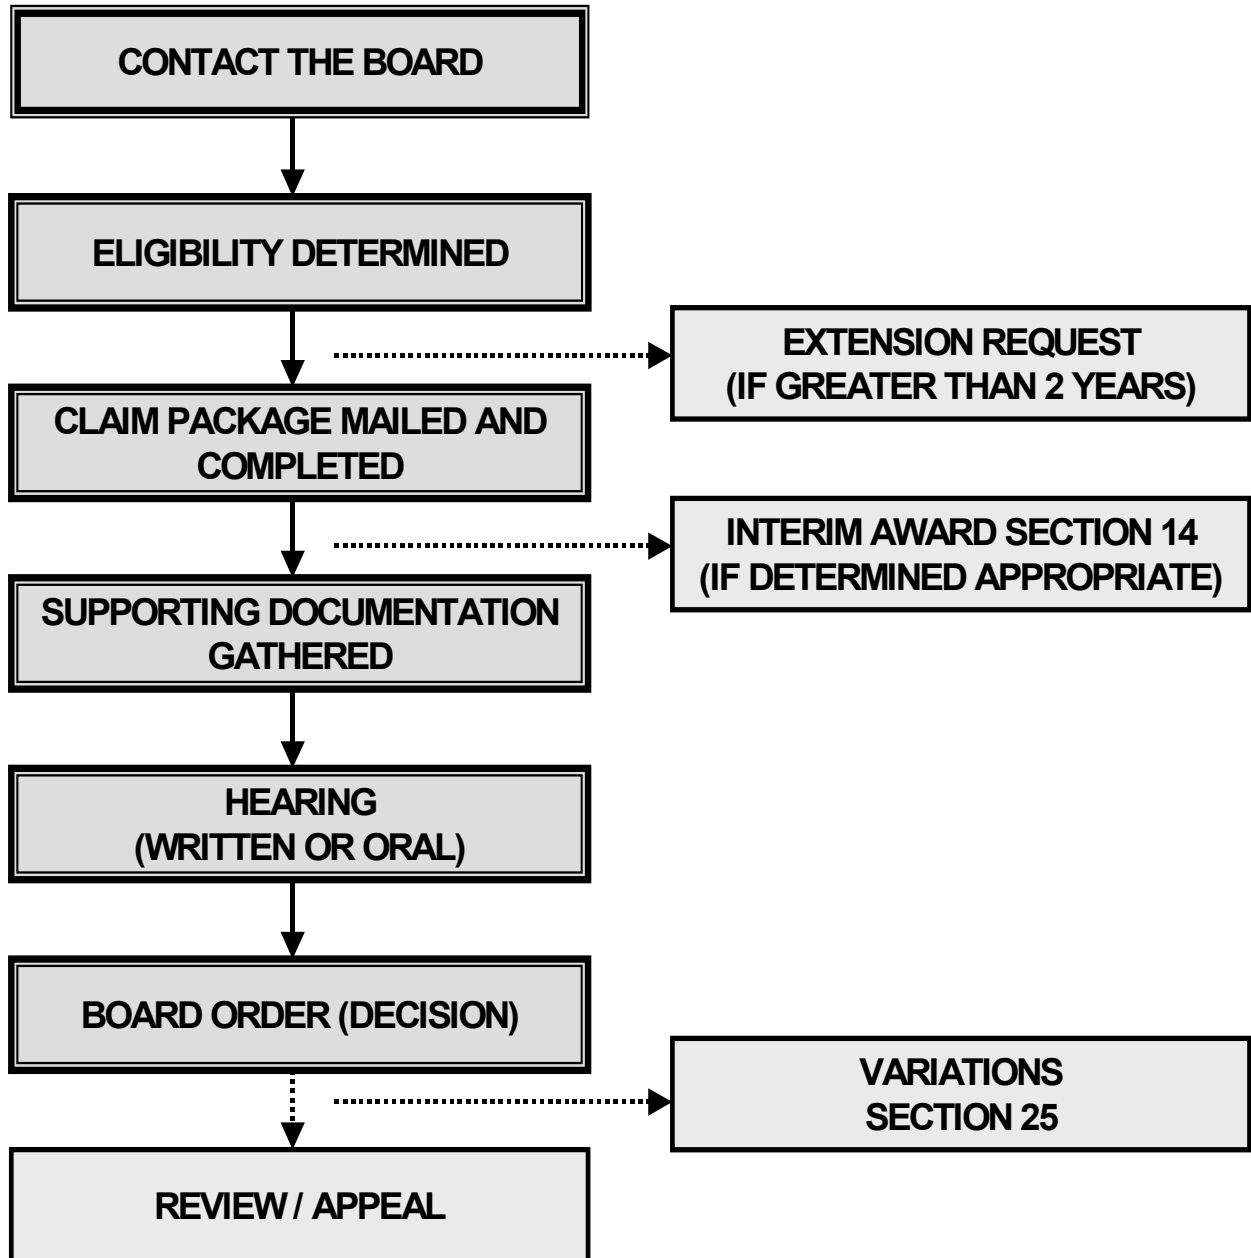 CONTACT THE BOARD
ELIGIBILITY DETERMINED
EXTENSION REQUEST
(IF GREATER THAN 2 YEARS)
CLAIM PACKAGE MAILED AND
COMPLETED
INTERIM AWARD SECTION 14
(IF DETERMINED APPROPRIATE)
SUPPORTING DOCUMENTATION
GATHERED
HEARING
(WRITTEN OR ORAL)
BOARD ORDER (DECISION)
VARIATIONS
SECTION 25
REVIEW / APPEAL